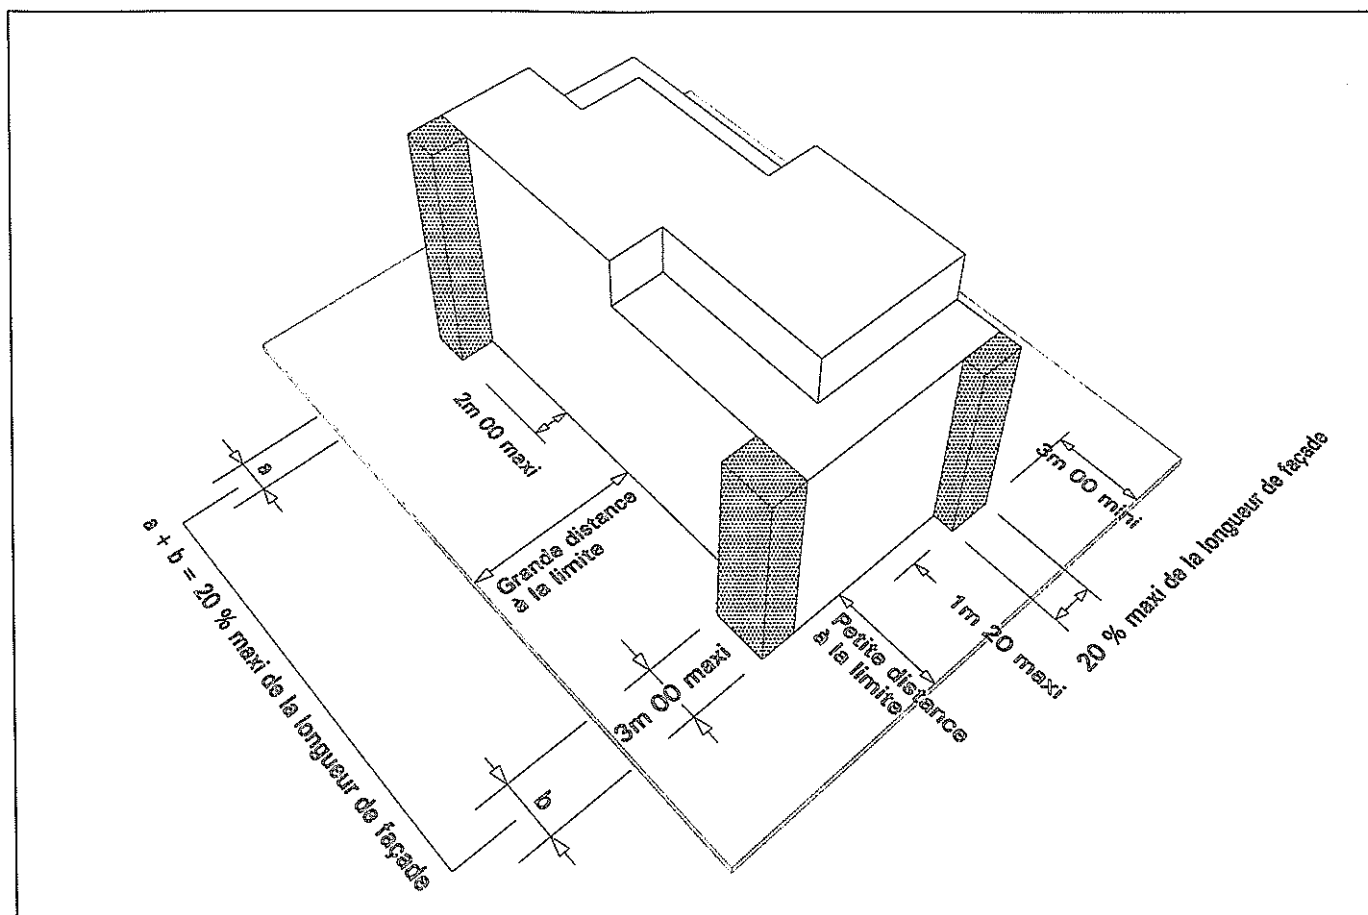 2m 00 maxi
a
a + b = 20 % maxi de la longueur de façade
Grande distance
à la limite
3m 00 maxi
b
Petite distance
à la limite
1m 20 maxi
3m 00 mini
20 % maxi de la longueur de façade